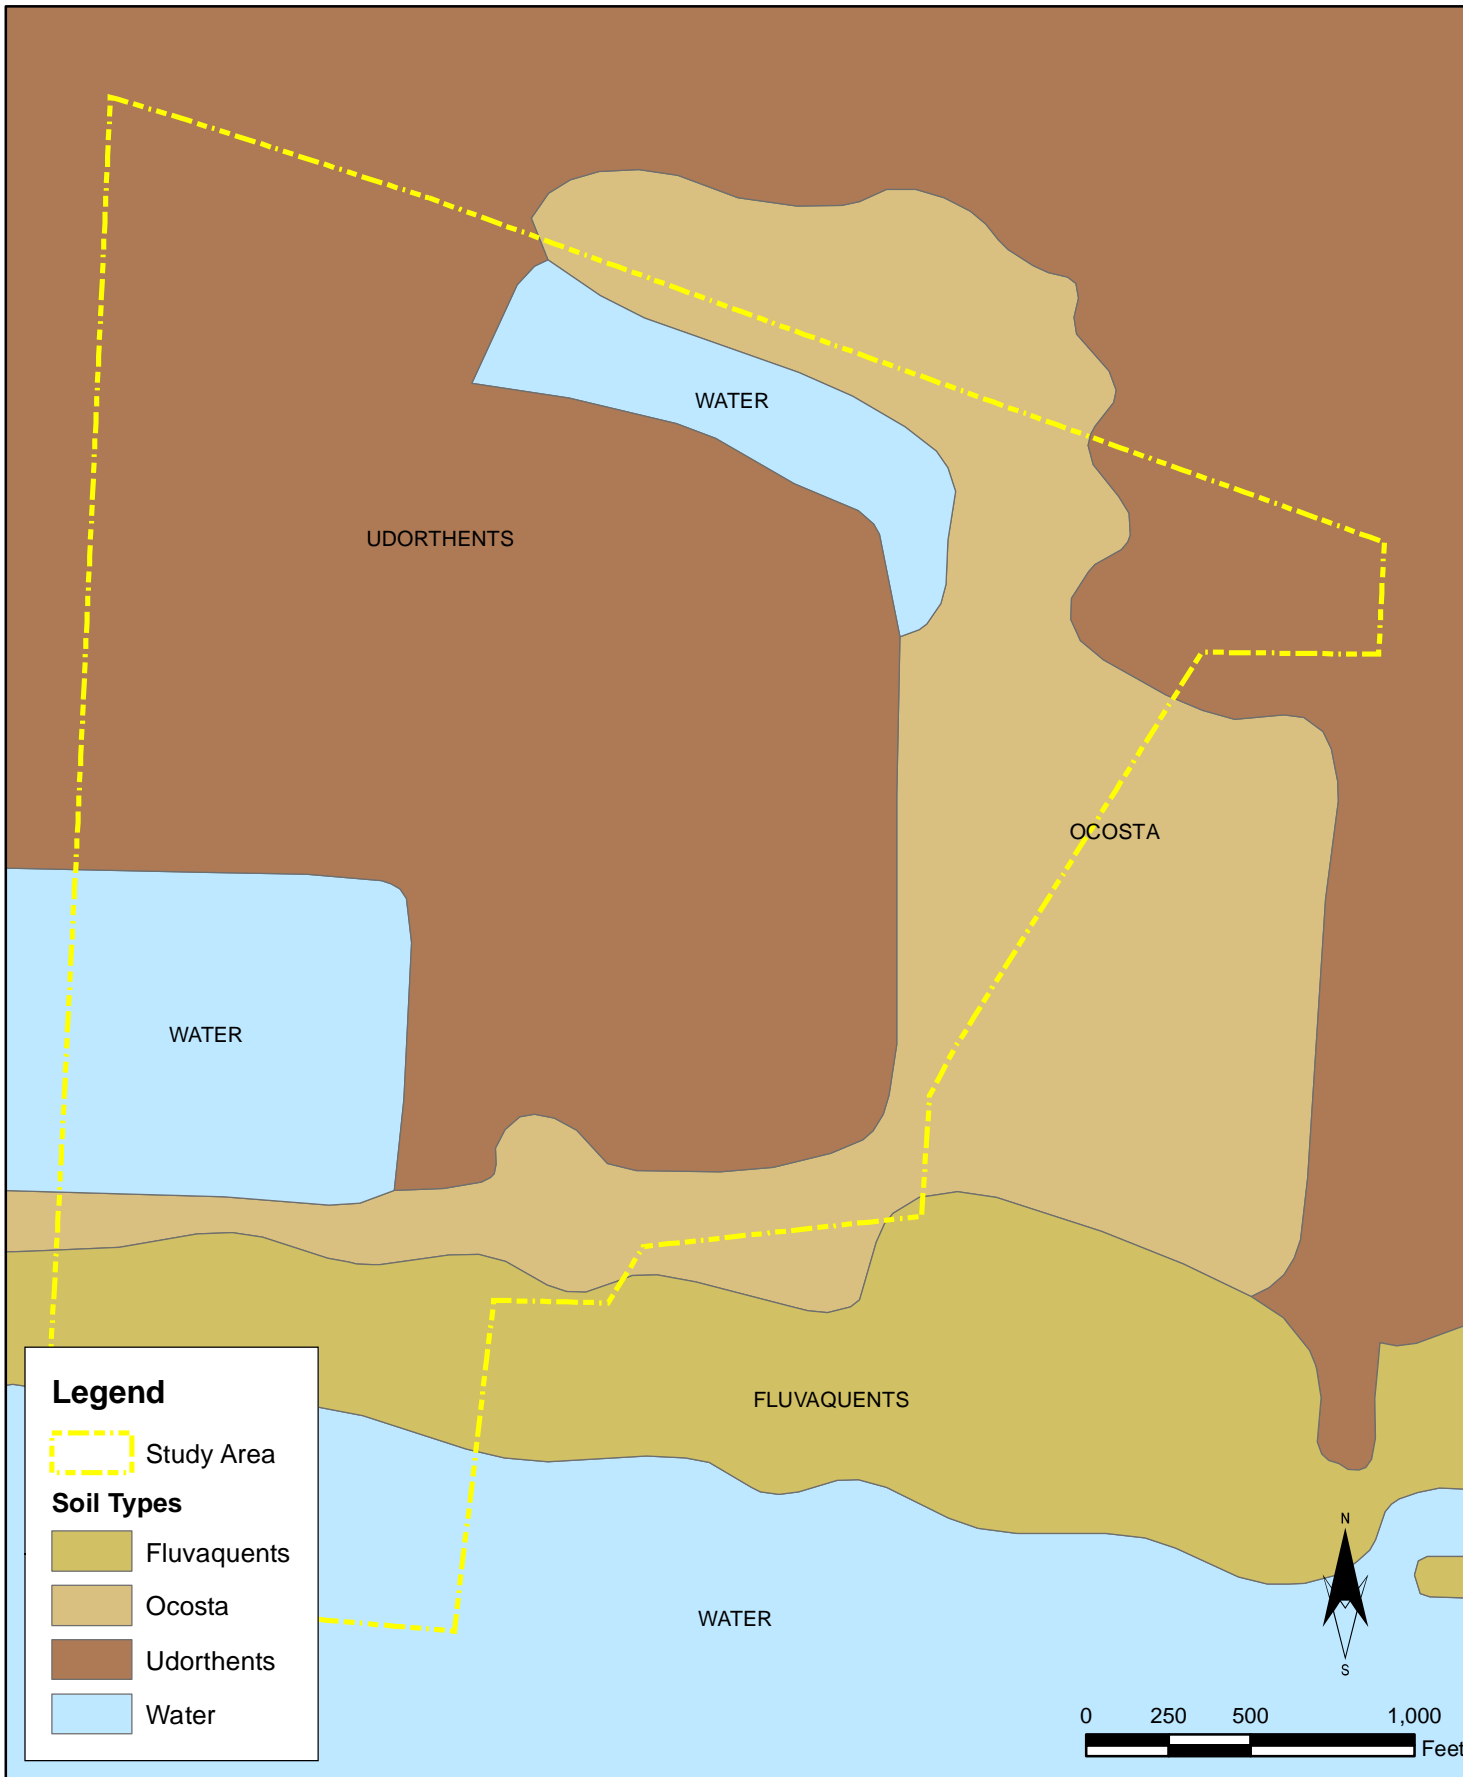 WATER
UDORTHENTS
OCOSTA
WATER
FLUVAQUENTS
WATER
Legend
Study Area
Soil Types
Fluvaquents
Ocosta
Udorthents
Water
N
S
0 250 500 1,000
Feet